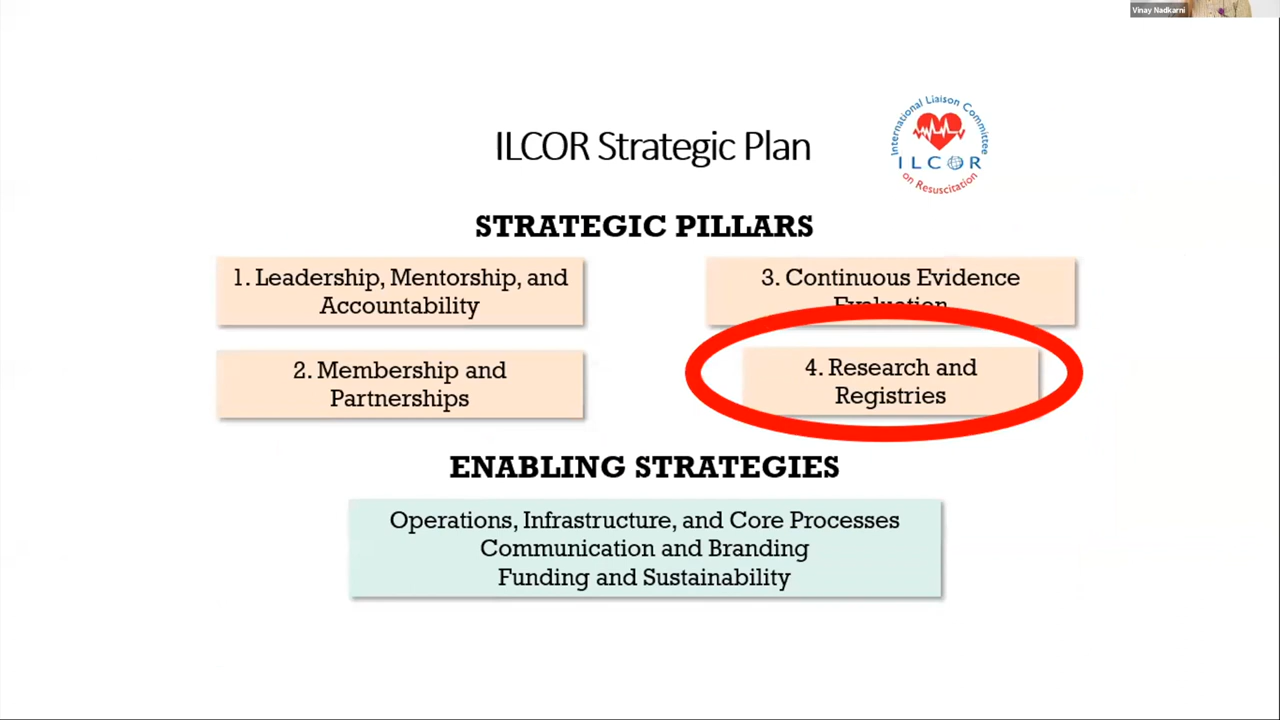 Vinay Nadkarni
International Liaison Committee
ILCOR
on Resuscitation
ILCOR Strategic Plan
STRATEGIC PILLARS
1. Leadership, Mentorship, and
Accountability
2. Membership and
Partnerships
3. Continuous Evidence
Evaluation
4. Research and
Registries
ENABLING STRATEGIES
Operations, Infrastructure, and Core Processes
Communication and Branding
Funding and Sustainability